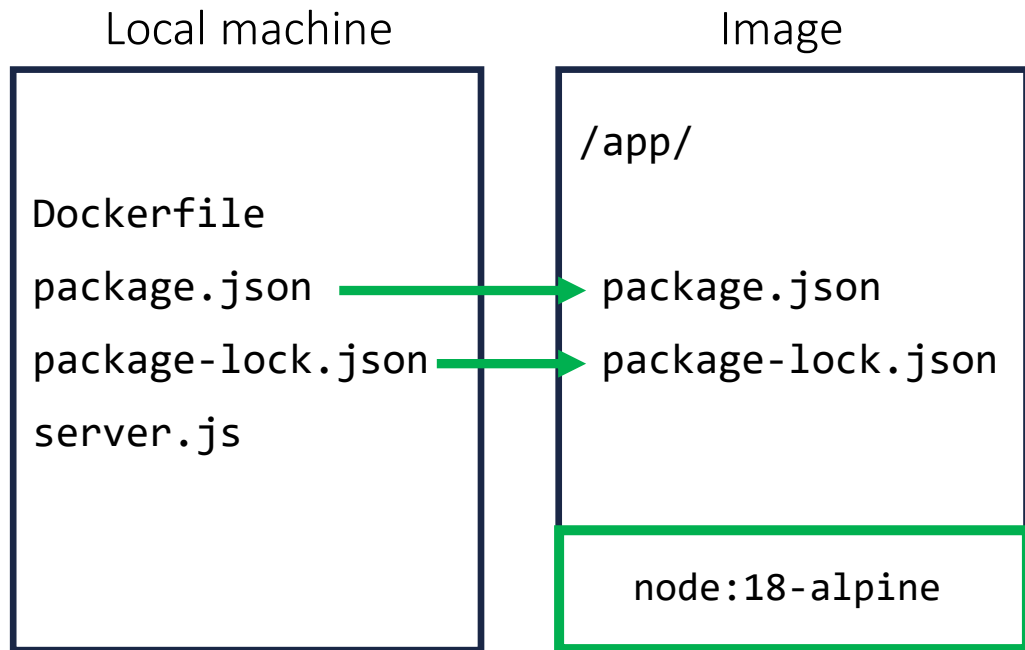 Local machine
Image
Dockerfile
package.json
package-lock.json
server.js
/app/
package.json
package-lock.json
node:18-alpine